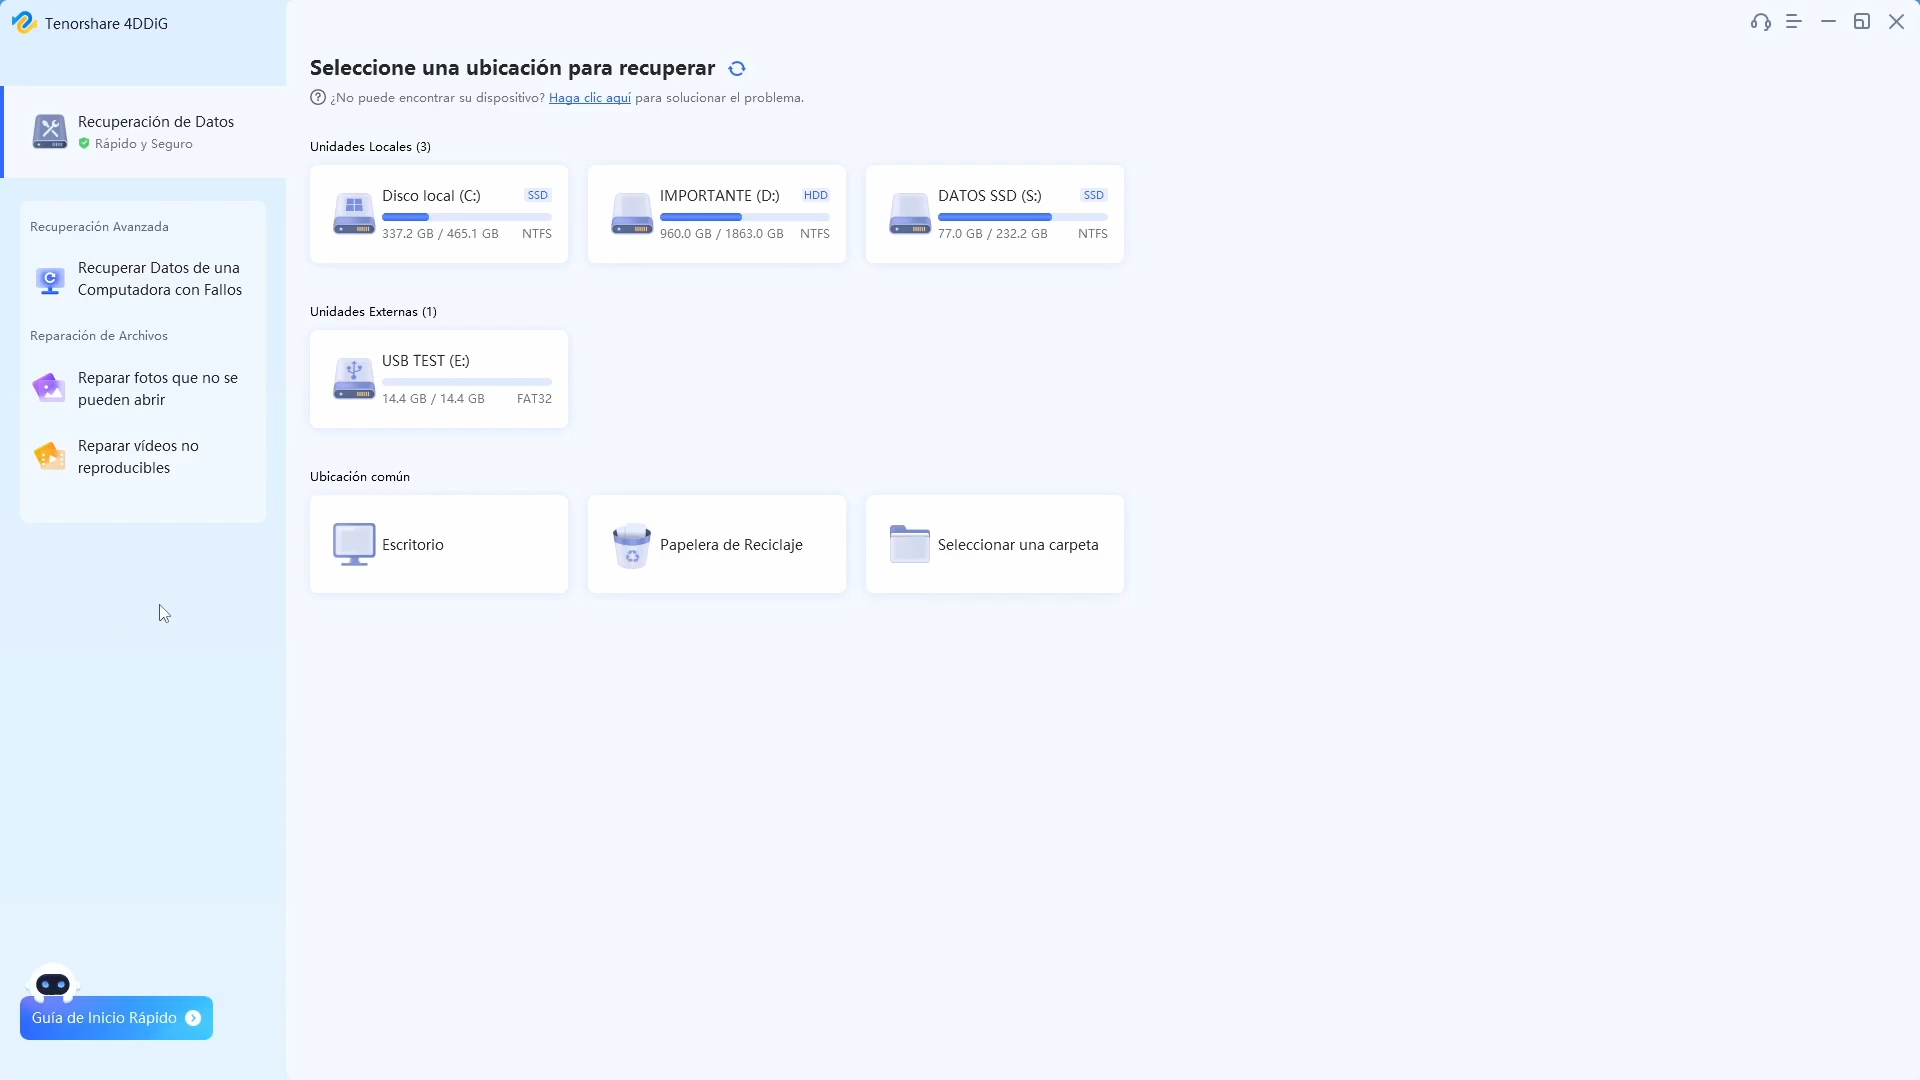 Tenorshare 4DDiG
Seleccione una ubicación para recuperar
¿No puede encontrar su dispositivo? Haga clic aquí para solucionar el problema.
Recuperación de Datos
Rápido y Seguro
Recuperación Avanzada
Recuperar Datos de una
Computadora con Fallos
Reparación de Archivos
Reparar fotos que no se
pueden abrir
Reparar vídeos no
reproducibles
Guía de Inicio Rápido
Unidades Locales (3)
Disco local (C:) SSD
337.2 GB / 465.1 GB NTFS
IMPORTANTE (D:) HDD
960.0 GB / 1863.0 GB NTFS
DATOS SSD (S:) SSD
77.0 GB / 232.2 GB NTFS
Unidades Externas (1)
USB TEST (E:)
14.4 GB / 14.4 GB FAT32
Ubicación común
Escritorio
Papelera de Reciclaje
Seleccionar una carpeta